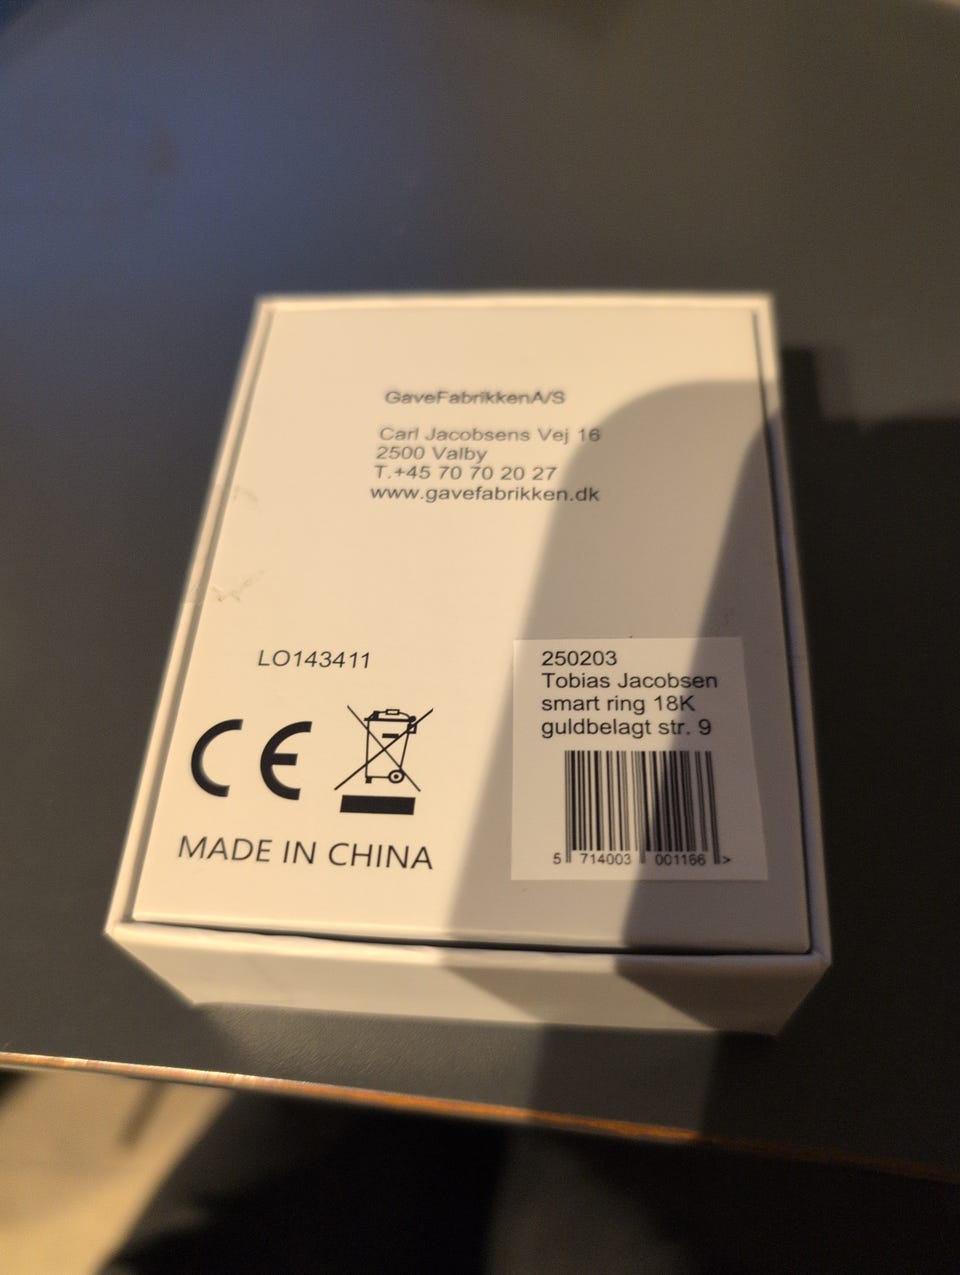 GaveFabrikkenA/S
Carl Jacobsens Vej 16
2500 Valby
T.+45 70 70 20 27
www.gavefabrikken.dk
LO143411
CE
MADE IN CHINA
250203
Tobias Jacobsen
smart ring 18K
guldbelagt str. 9
5 714003 001166 >